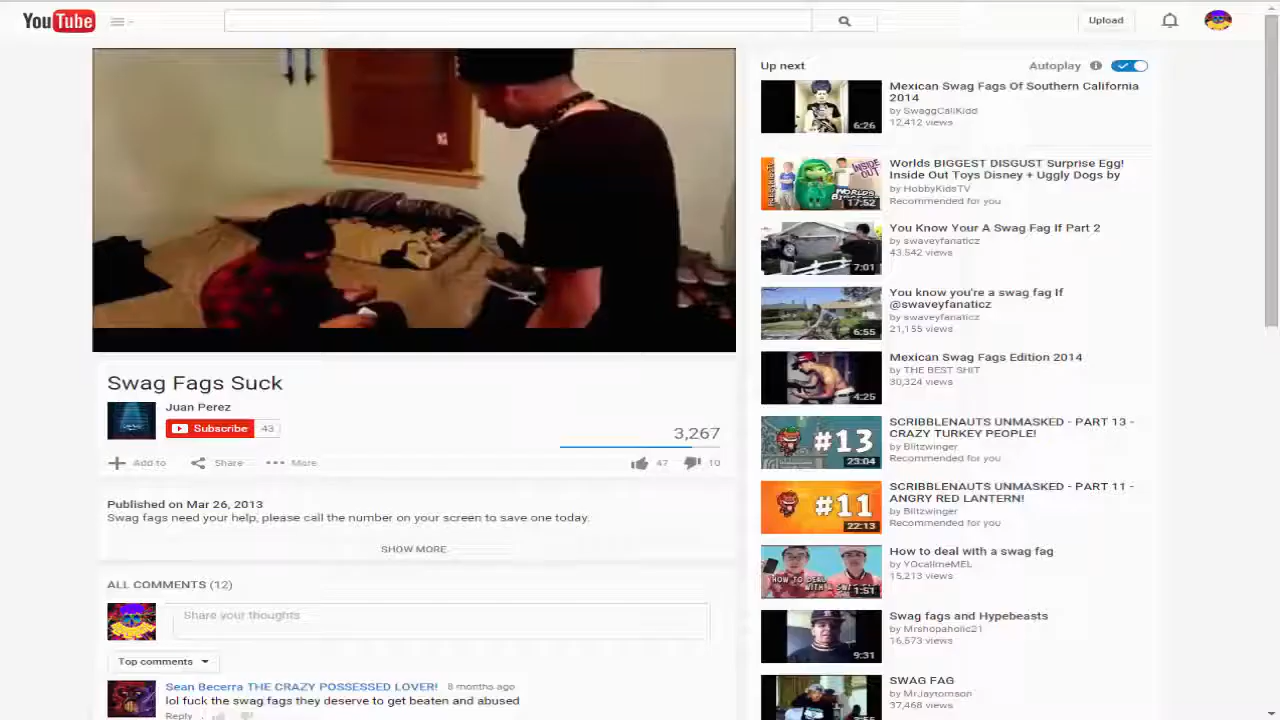 YouTube
Upload
Swag Fags Suck
Juan Perez
Subscribe 43
3,267
Add to Share More
47 10
Published on Mar 26, 2013
Swag fags need your help, please call the number on your screen to save one today.
SHOW MORE
ALL COMMENTS (12)
Share your thoughts
Top comments
Sean Becerra THE CRAZY POSSESSED LOVER! 8 months ago
lol fuck the swag fags they deserve to get beaten and abused
Reply
Up next
Autoplay
6:26
Mexican Swag Fags Of Southern California
2014
by SwaggCaliKidd
12,412 views
INSIDE
OUT
WORLDS
17:52
Worlds BIGGEST DISGUST Surprise Egg!
Inside Out Toys Disney + Uggly Dogs by
by HobbyKidsTV
Recommended for you
7:01
You Know Your A Swag Fag If Part 2
by swaveyfanaticz
43,542 views
6:55
You know you're a swag fag If
@swaveyfanaticz
by swaveyfanaticz
21,155 views
4:25
Mexican Swag Fags Edition 2014
by THE BEST SHIT
30,324 views
#13
23:04
SCRIBBLENAUTS UNMASKED - PART 13 -
CRAZY TURKEY PEOPLE!
by Blitzwinger
Recommended for you
#11
22:13
SCRIBBLENAUTS UNMASKED - PART 11 -
ANGRY RED LANTERN!
by Blitzwinger
Recommended for you
HOW TO DEAL
WITH A SWAG
1:51
How to deal with a swag fag
by YOcalimeMEL
15,213 views
9:31
Swag fags and Hypebeasts
by Mrshopaholic21
16,573 views
SWAG FAG
by MrJaytomson
37,468 views